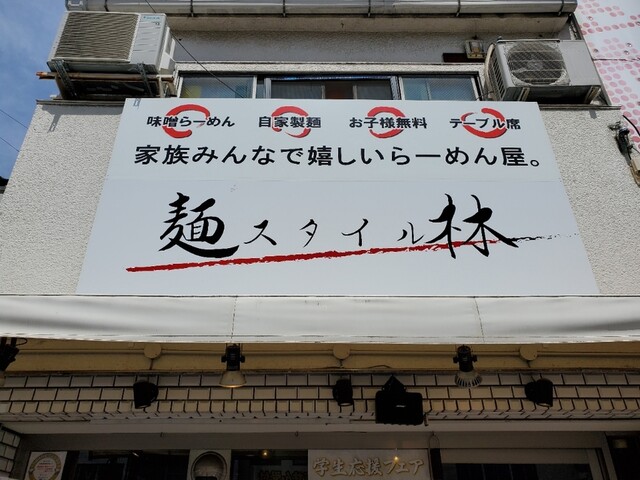 味噌らーめん 自家製麺 お子様無料 テーブル席
家族みんなで嬉しいらーめん屋。
麺スタイル林
学生応援フェア